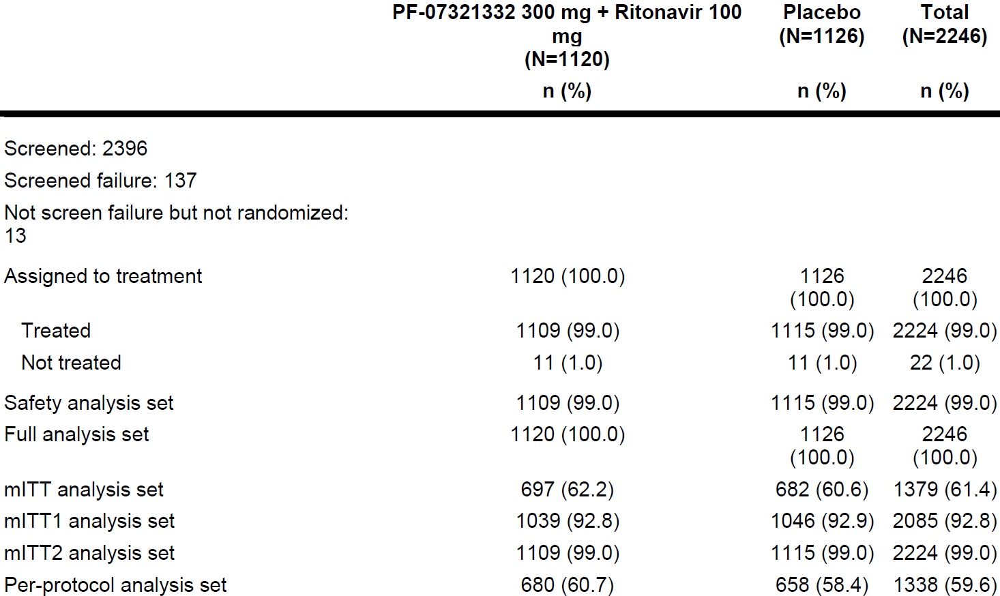 PF-07321332 300 mg + Ritonavir 100 Placebo Total
mg (N=1126) (N=2246)
(N=1120)
n (%) n (%) n (%)
Screened: 2396
Screened failure: 137
Not screen failure but not randomized:
13
Assigned to treatment 1120 (100.0) 1126 2246
(100.0) (100.0)
Treated 1109 (99.0) 1115 (99.0) 2224 (99.0)
Not treated 11 (1.0) 11 (1.0) 22 (1.0)
Safety analysis set 1109 (99.0) 1115 (99.0) 2224 (99.0)
Full analysis set 1120 (100.0) 1126 2246
(100.0) (100.0)
mITT analysis set 697 (62.2) 682 (60.6) 1379 (61.4)
mITT1 analysis set 1039 (92.8) 1046 (92.9) 2085 (92.8)
mITT2 analysis set 1109 (99.0) 1115 (99.0) 2224 (99.0)
Per-protocol analysis set 680 (60.7) 658 (58.4) 1338 (59.6)